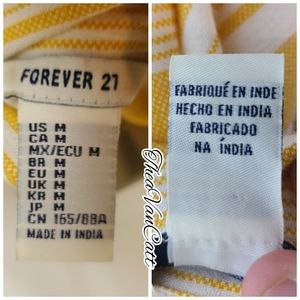 FOREVER 21
US M
CA M
MX/ECU M
BR M
EU M
UK M
KR M
JP M
CN 165/88A
MADE IN INDIA
TheaVanCott
FABRIQUÉ EN INDE
HECHO EN INDIA
FABRICADO
NA ÍNDIA